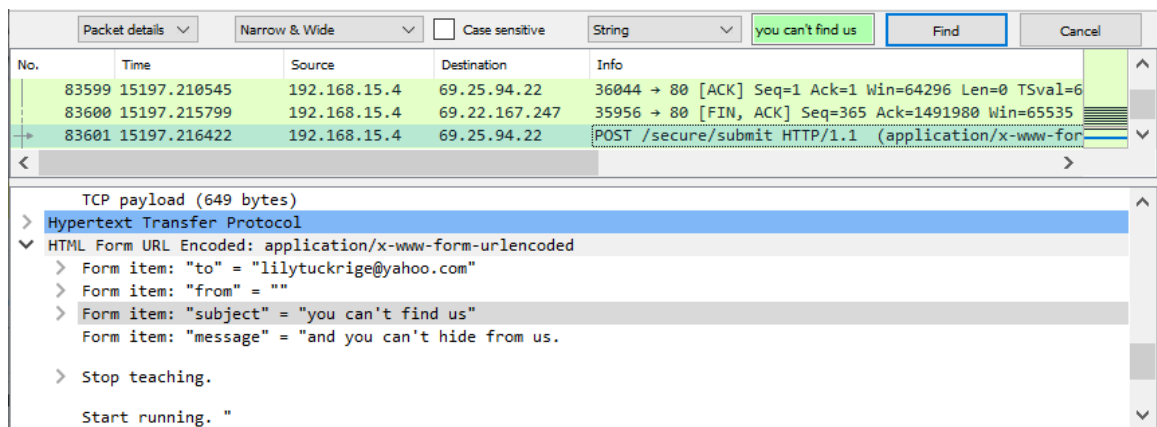 Packet details Narrow & Wide Case sensitive String you can't find us Find Cancel
No. Time Source Destination Info
83599 15197.210545 192.168.15.4 69.25.94.22 36044 → 80 [ACK] Seq=1 Ack=1 Win=64296 Len=0 TSval=6
83600 15197.215799 192.168.15.4 69.22.167.247 35956 → 80 [FIN, ACK] Seq=365 Ack=1491980 Win=65535
83601 15197.216422 192.168.15.4 69.25.94.22 POST /secure/submit HTTP/1.1 (application/x-www-for
TCP payload (649 bytes)
Hypertext Transfer Protocol
HTML Form URL Encoded: application/x-www-form-urlencoded
Form item: "to" = "lilytuckrige@yahoo.com"
Form item: "from" = ""
Form item: "subject" = "you can't find us"
Form item: "message" = "and you can't hide from us.
Stop teaching.
Start running. "